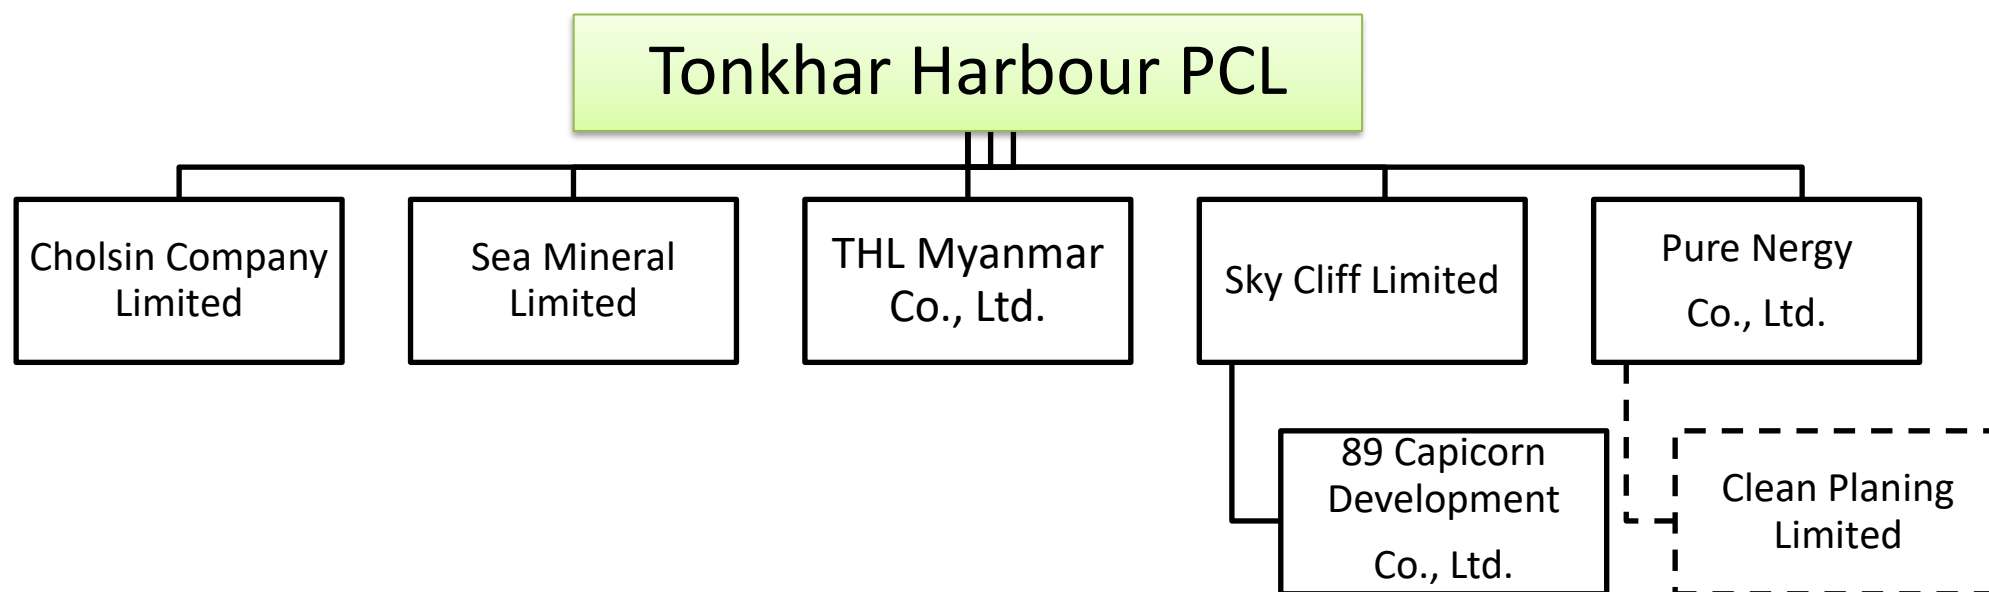 Tonkhar Harbour PCL
Cholsin Company
Limited
Sea Mineral
Limited
THL Myanmar
Co., Ltd.
Sky Cliff Limited
Pure Nergy
Co., Ltd.
89 Capicorn
Development
Co., Ltd.
Clean Planing
Limited